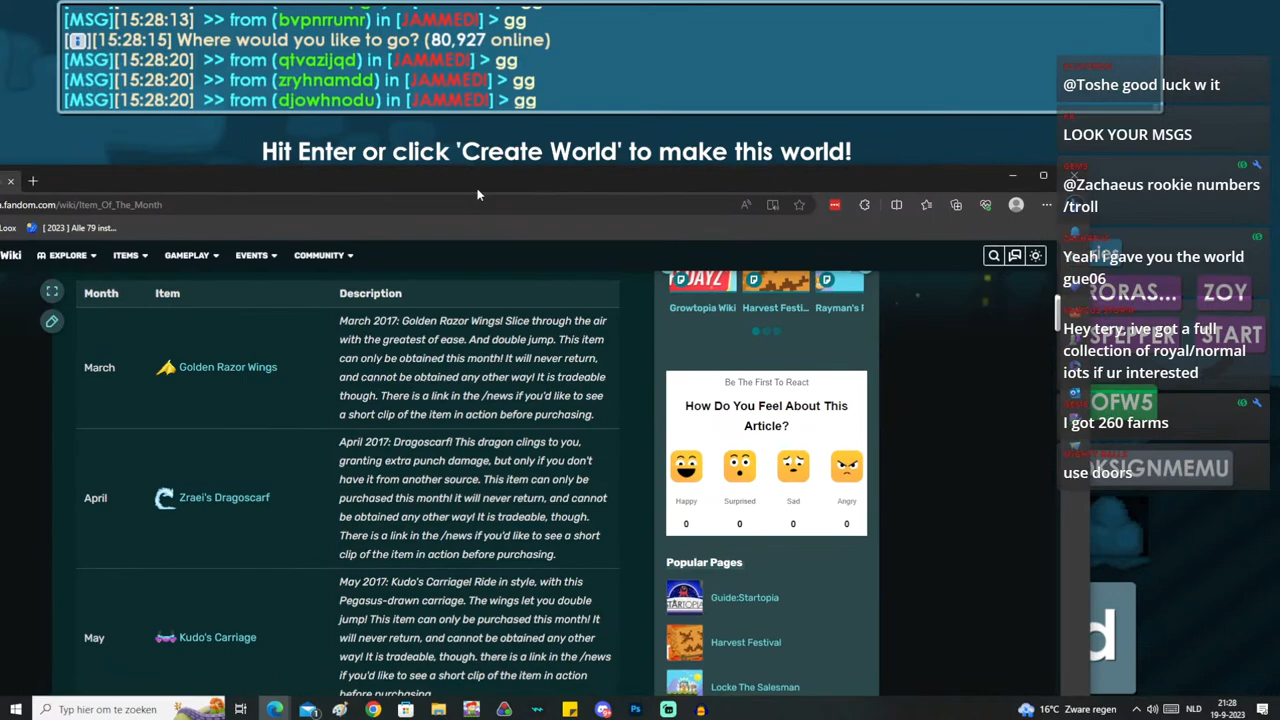 [MSG][15:28:13] >> from (bvpnrrumr) in [JAMMED!] > gg
[15:28:15] Where would you like to go? (80,927 online)
[MSG][15:28:20] >> from (qtvazijqd) in [JAMMED!] > gg
[MSG][15:28:20] >> from (zryhnamdd) in [JAMMED!] > gg
[MSG][15:28:20] >> from (djowhnodu) in [JAMMED!] > gg
Hit Enter or click 'Create World' to make this world!
.fandom.com/wiki/Item_Of_The_Month
Loox
[ 2023 ] Alle 79 inst...
Wiki
EXPLORE
ITEMS
GAMEPLAY
EVENTS
COMMUNITY
Month Item Description
March
Golden Razor Wings
March 2017: Golden Razor Wings! Slice through the air
with the greatest of ease. And double jump. This item
can only be obtained this month! It will never return,
and cannot be obtained any other way! It is tradeable
though. There is a link in the /news if you'd like to see
a short clip of the item in action before purchasing.
April
Zraei's Dragoscarf
April 2017: Dragoscarf! This dragon clings to you,
granting extra punch damage, but only if you don't
have it from another source. This item can only be
purchased this month! it will never return, and cannot
be obtained any other way! It is tradeable, though.
There is a link in the /news if you'd like to see a short
clip of the item in action before purchasing.
May
Kudo's Carriage
May 2017: Kudo's Carriage! Ride in style, with this
Pegasus-drawn carriage. The wings let you double
jump! This item can only be purchased this month! It
will never return, and cannot be obtained any other
way! It is tradeable, though. there is a link in the /news
if you'd like to see a short clip of the item in action
before purchasing.
Growtopia Wiki
Harvest Festi...
Rayman's F
Be The First To React
How Do You Feel About This
Article?
Happy
Surprised
Sad
Angry
0
0
0
0
Popular Pages
Guide:Startopia
Harvest Festival
Locke The Salesman
@Toshe good luck w it
LOOK YOUR MSGS
@Zachaeus rookie numbers
/troll
Yeah i gave you the world
gue06
ORAS...
ZOY
Hey tery, ive got a full
collection of royal/normal
iots if ur interested
SPEPPER
START
OFW5
I got 260 farms
use doors
KSIGNMEMU
d
Typ hier om te zoeken
16°C Zware regen
NLD
21:28
19-9-2023